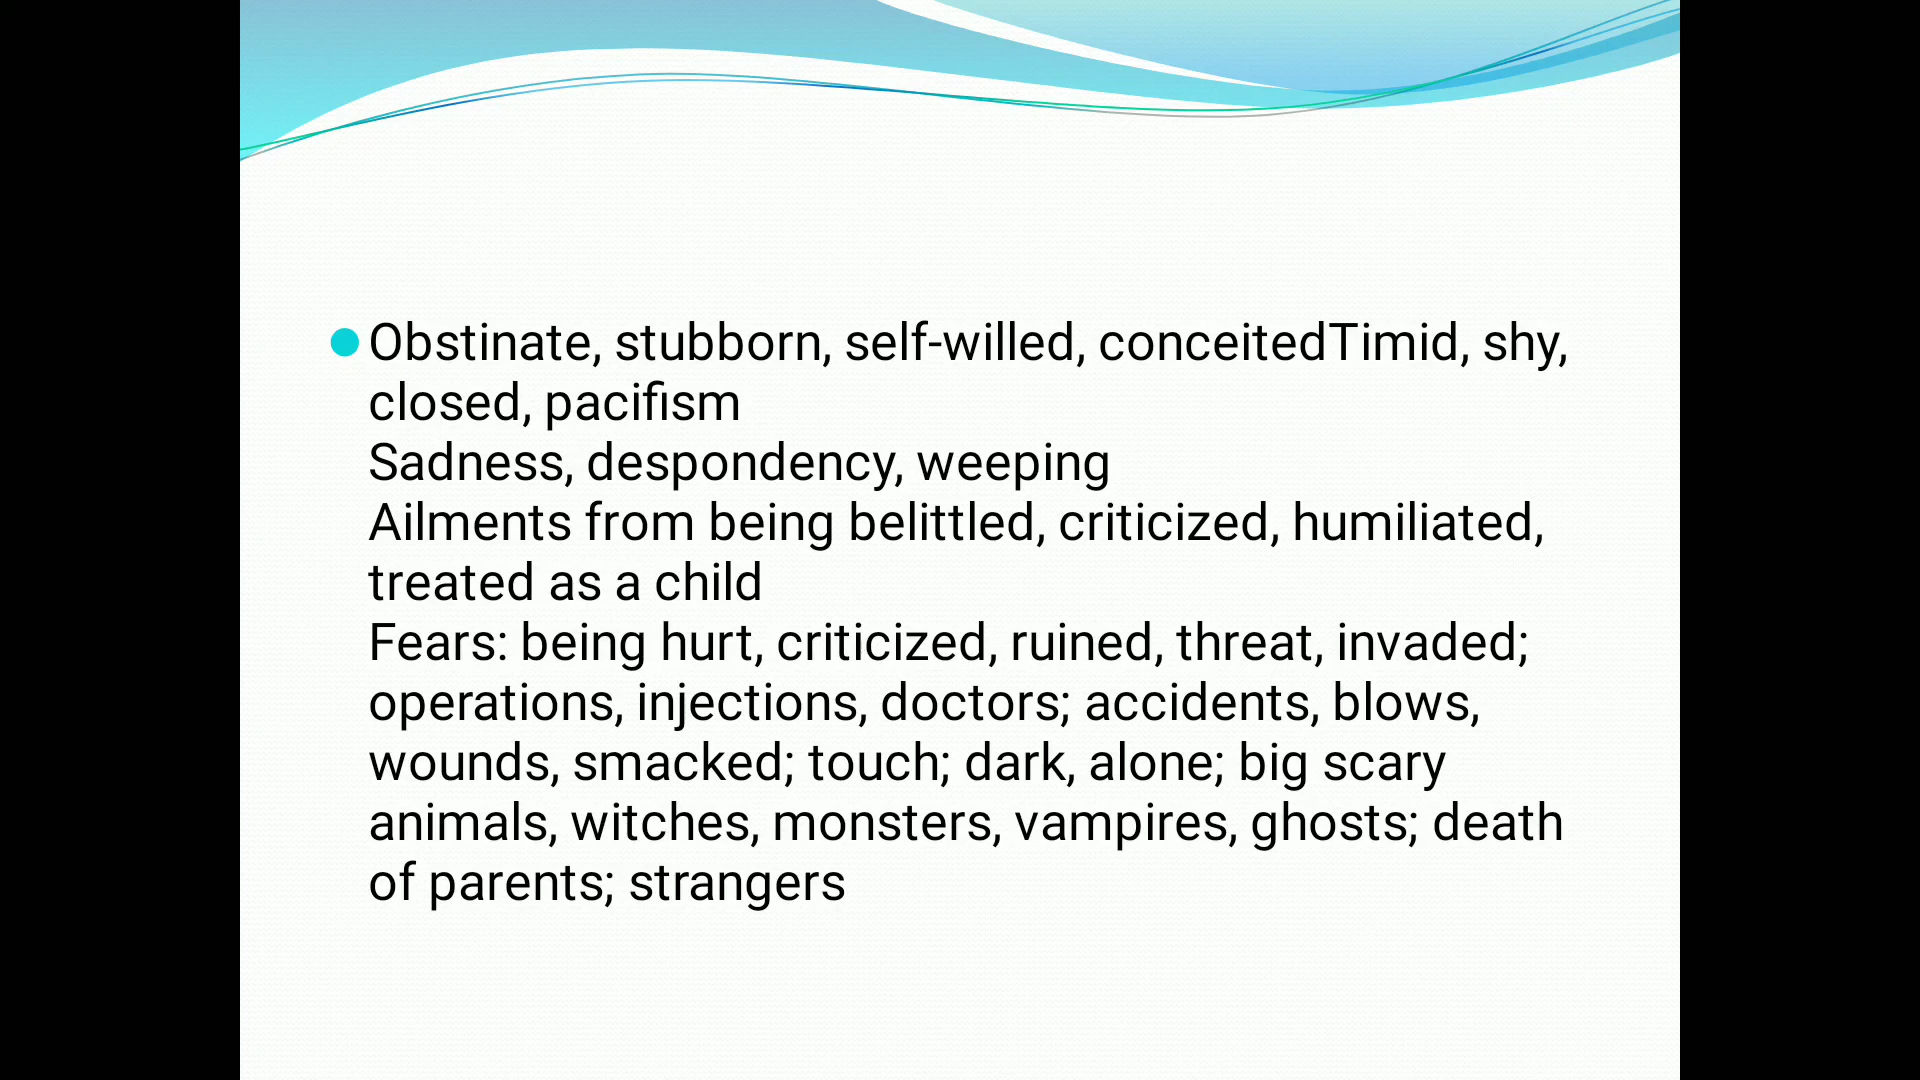 Obstinate, stubborn, self-willed, conceitedTimid, shy,
closed, pacifism
Sadness, despondency, weeping
Ailments from being belittled, criticized, humiliated,
treated as a child
Fears: being hurt, criticized, ruined, threat, invaded;
operations, injections, doctors; accidents, blows,
wounds, smacked; touch; dark, alone; big scary
animals, witches, monsters, vampires, ghosts; death
of parents; strangers